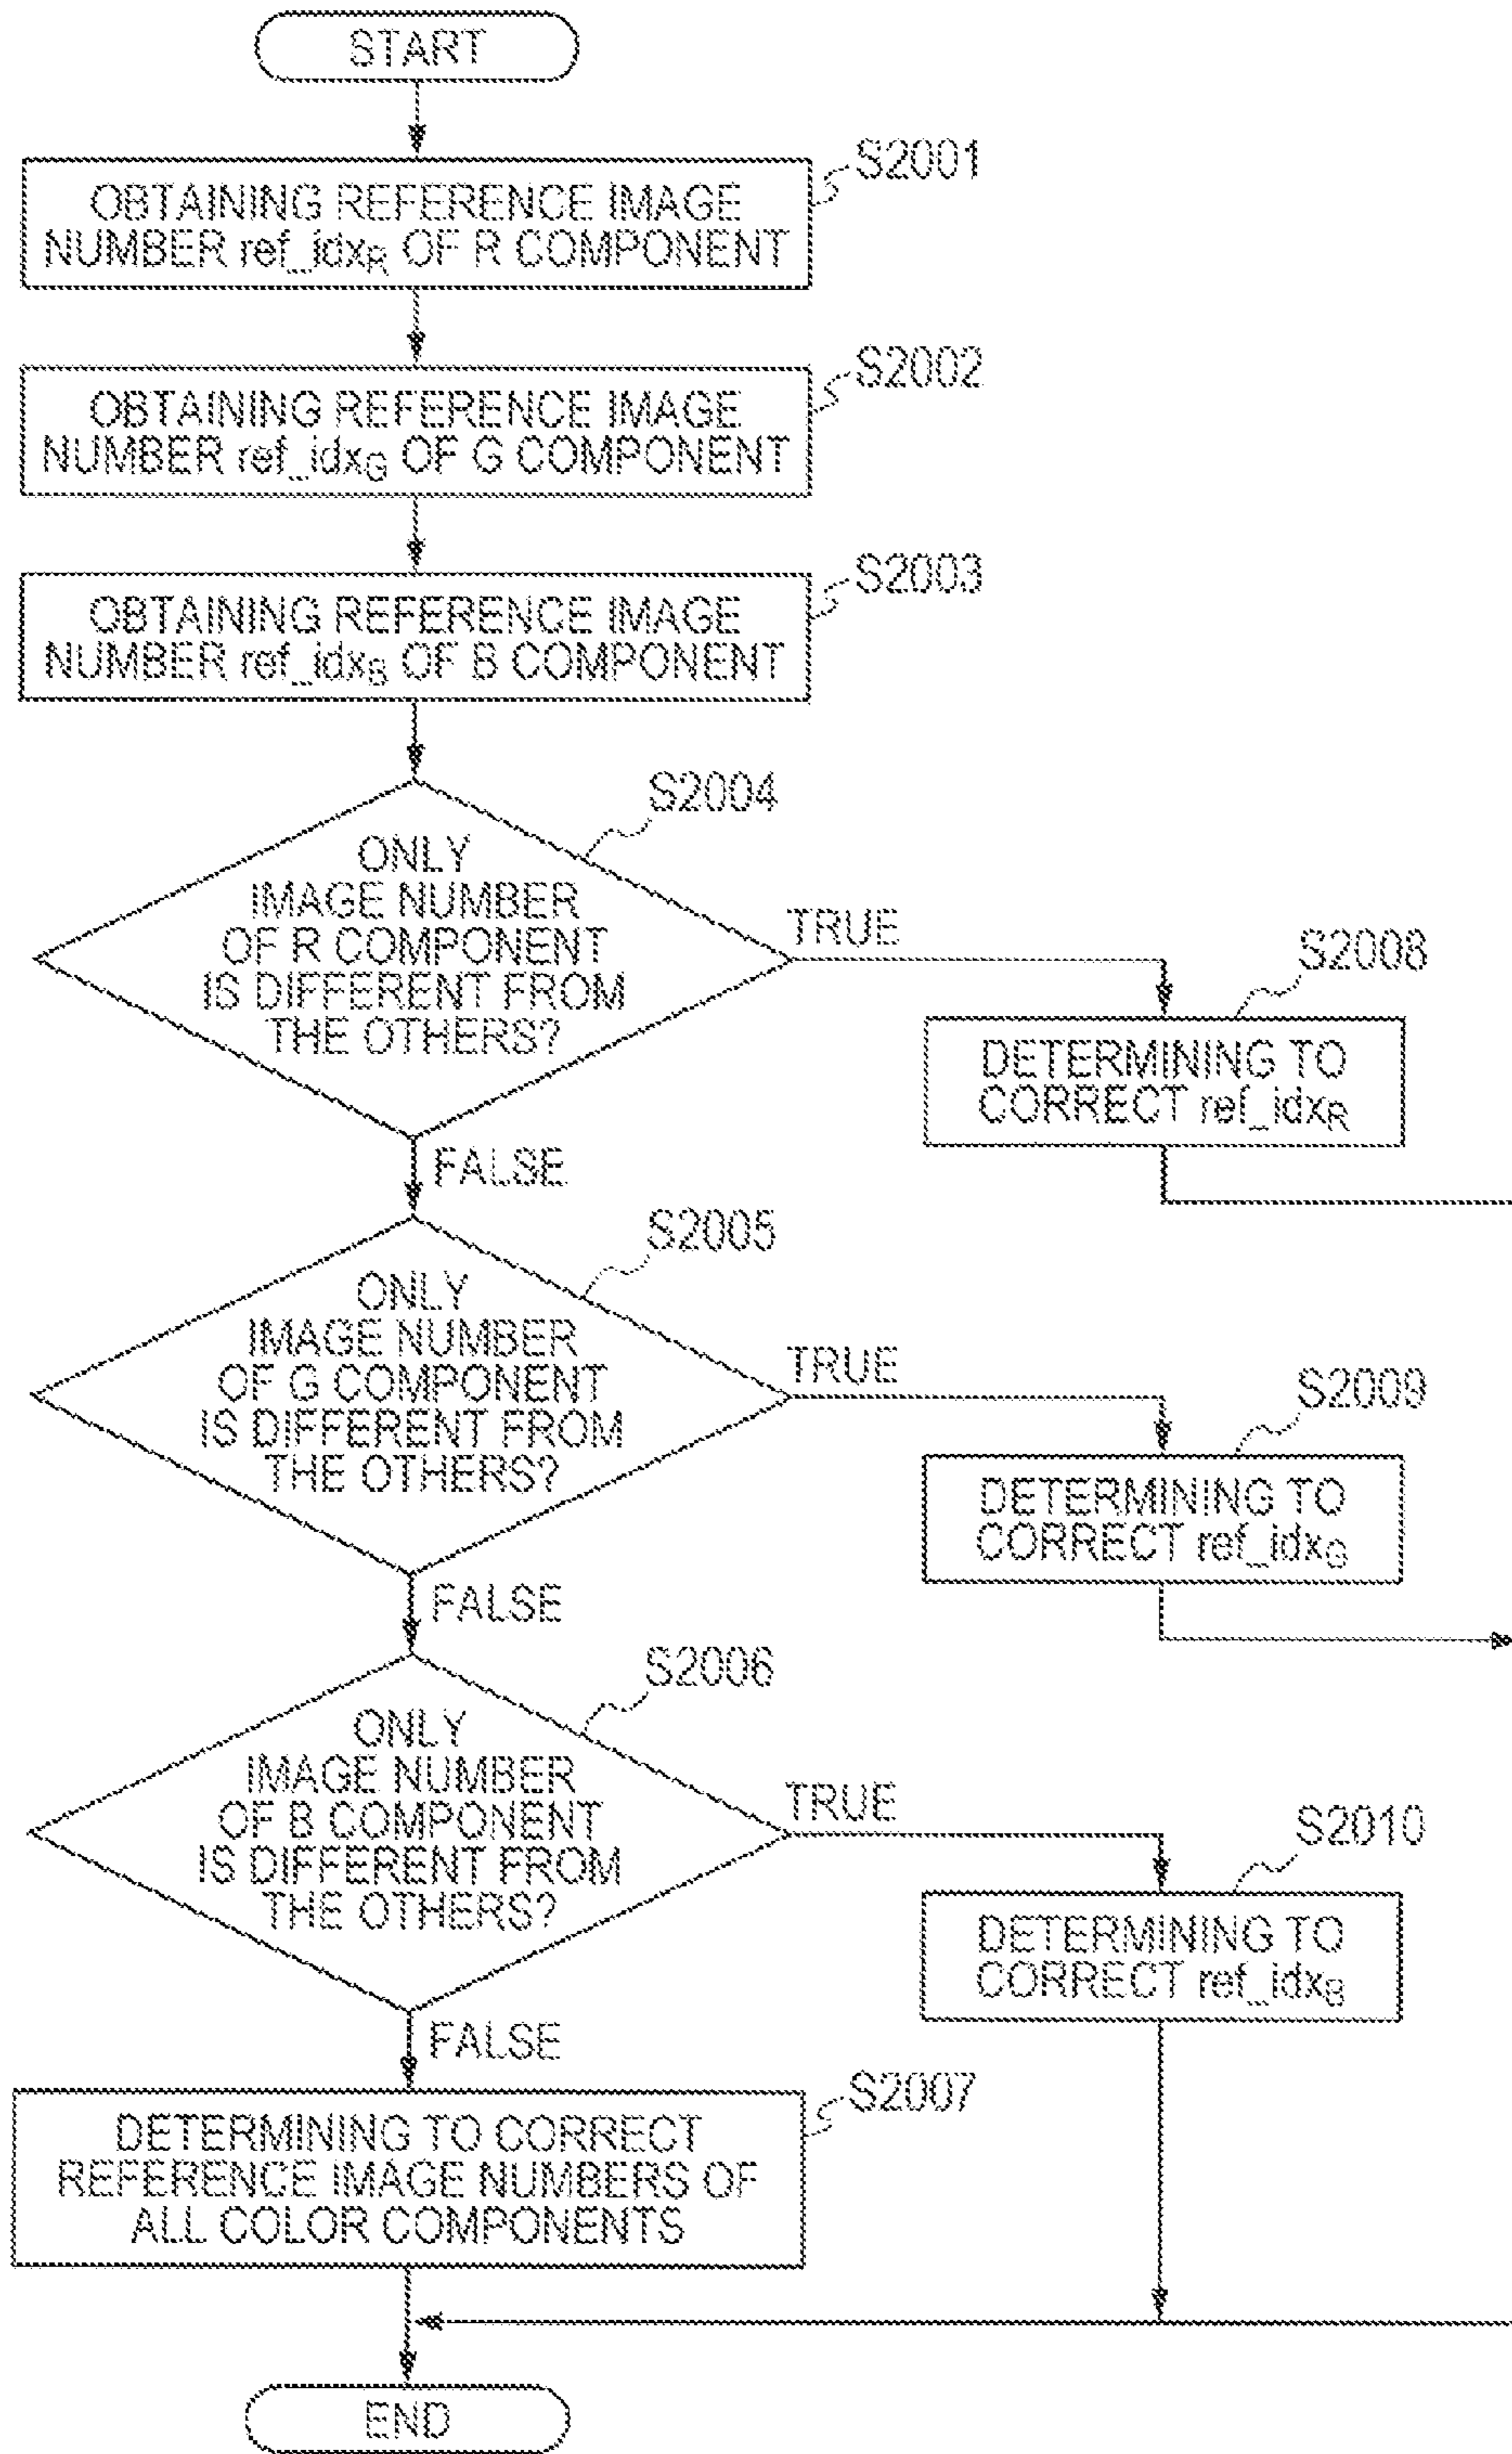 START
S2001
OBTAINING REFERENCE IMAGE
NUMBER ref_idxR OF R COMPONENT
S2002
OBTAINING REFERENCE IMAGE
NUMBER ref_idxG OF G COMPONENT
S2003
OBTAINING REFERENCE IMAGE
NUMBER ref_idxB OF B COMPONENT
S2004
ONLY
IMAGE NUMBER
OF R COMPONENT
IS DIFFERENT FROM
THE OTHERS?
TRUE
S2008
DETERMINING TO
CORRECT ref_idxR
FALSE
S2005
ONLY
IMAGE NUMBER
OF G COMPONENT
IS DIFFERENT FROM
THE OTHERS?
TRUE
S2009
DETERMINING TO
CORRECT ref_idxG
FALSE
S2006
ONLY
IMAGE NUMBER
OF B COMPONENT
IS DIFFERENT FROM
THE OTHERS?
TRUE
S2010
DETERMINING TO
CORRECT ref_idxB
FALSE
S2007
DETERMINING TO CORRECT
REFERENCE IMAGE NUMBERS OF
ALL COLOR COMPONENTS
END